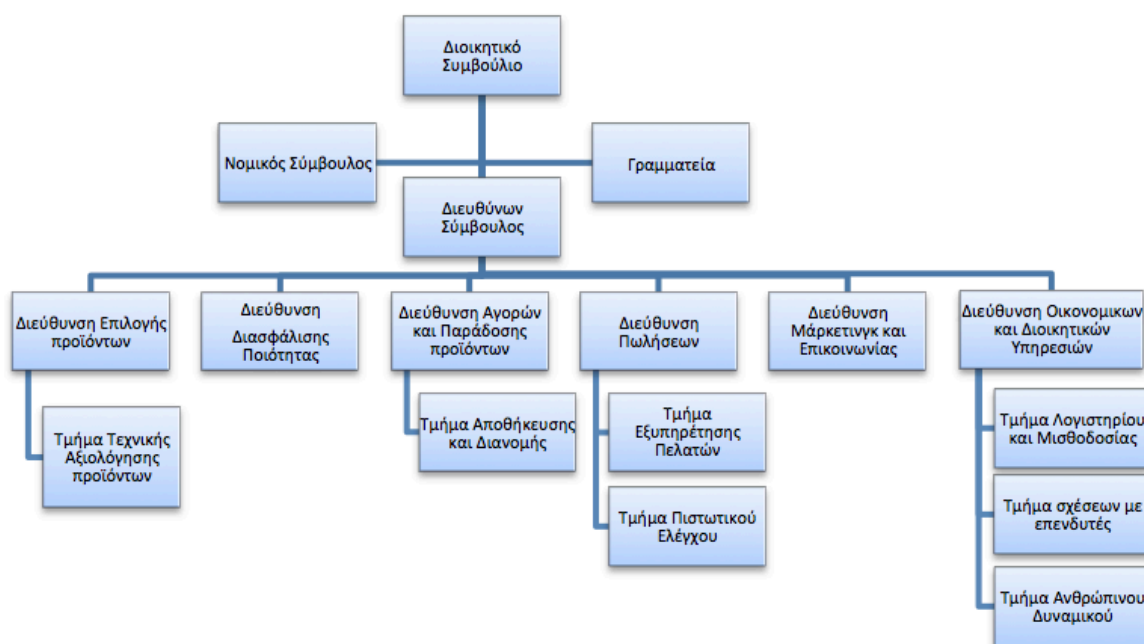 Διοικητικό
Συμβούλιο
Νομικός Σύμβουλος
Γραμματεία
Διευθύνων
Σύμβουλος
Διεύθυνση Επιλογής
προϊόντων
Διεύθυνση
Διασφάλισης
Ποιότητας
Διεύθυνση Αγορών
και Παράδοσης
προϊόντων
Διεύθυνση
Πωλήσεων
Διεύθυνση
Μάρκετινγκ και
Επικοινωνίας
Διεύθυνση Οικονομικων
και Διοικητικών
Υπηρεσιών
Τμήμα Τεχνικής
Αξιολόγησης
προϊόντων
Τμήμα Αποθήκευσης
και Διανομής
Τμήμα
Εξυπηρέτησης
Πελατών
Τμήμα Πιστωτικού
Ελέγχου
Τμήμα Λογιστηρίου
και Μισθοδοσίας
Τμήμα σχέσεων με
επενδυτές
Τμήμα Ανθρώπινου
Δυναμικού